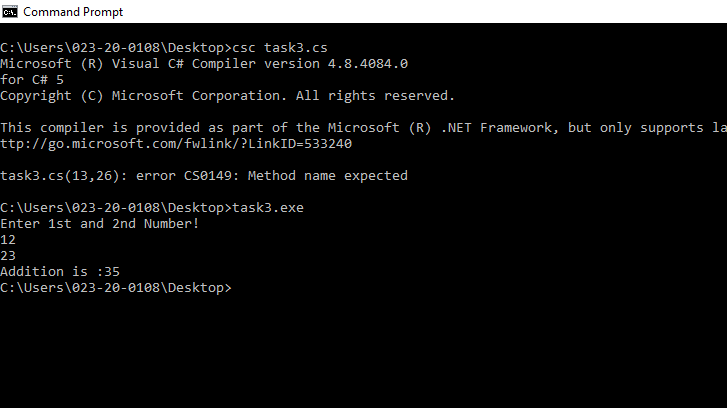 Command Prompt
C:\Users\023-20-0108\Desktop>csc task3.cs
Microsoft (R) Visual C# Compiler version 4.8.4084.0
for C# 5
Copyright (C) Microsoft Corporation. All rights reserved.
This compiler is provided as part of the Microsoft (R) .NET Framework, but only supports la
ttp://go.microsoft.com/fwlink/?LinkID=533240
task3.cs(13,26): error CS0149: Method name expected
C:\Users\023-20-0108\Desktop>task3.exe
Enter 1st and 2nd Number!
12
23
Addition is :35
C:\Users\023-20-0108\Desktop>